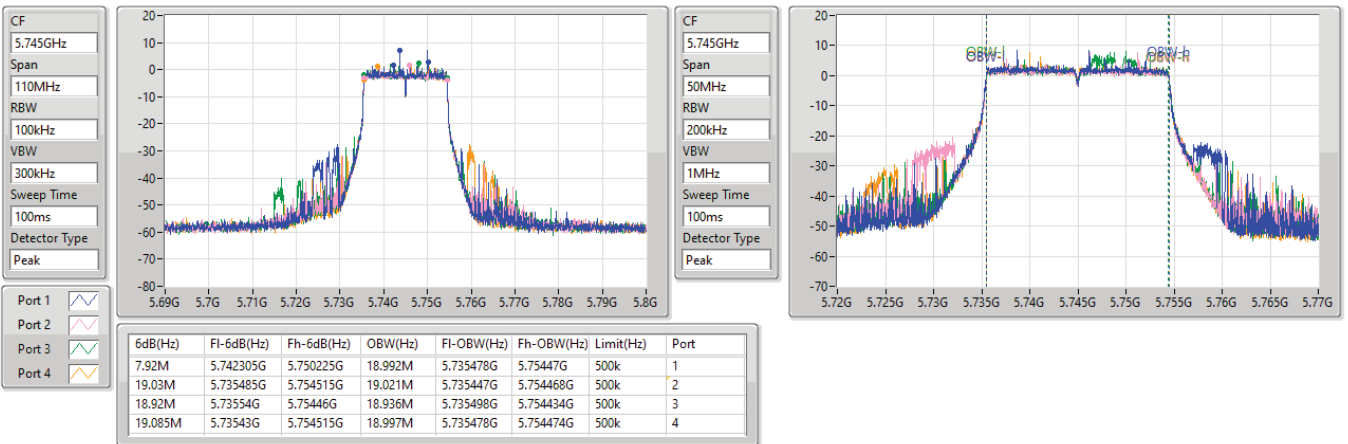 CF
5.745GHz
Span
110MHz
RBW
100kHz
VBW
300kHz
Sweep Time
100ms
Detector Type
Peak
20
10
0
-10
-20
-30
-40
-50
-60
-70
-80
5.69G 5.7G 5.71G 5.72G 5.73G 5.74G 5.75G 5.76G 5.77G 5.78G 5.79G 5.8G
CF
5.745GHz
Span
50MHz
RBW
200kHz
VBW
1MHz
Sweep Time
100ms
Detector Type
Peak
20
10
0
-10
-20
-30
-40
-50
-60
-70
OBW-l OBW-h
5.72G 5.725G 5.73G 5.735G 5.74G 5.745G 5.75G 5.755G 5.76G 5.765G 5.77G
Port 1
Port 2
Port 3
Port 4
6dB(Hz) Fl-6dB(Hz) Fh-6dB(Hz) OBW(Hz) Fl-OBW(Hz) Fh-OBW(Hz) Limit(Hz) Port
7.92M 5.742305G 5.750225G 18.992M 5.735478G 5.75447G 500k 1
19.03M 5.735485G 5.754515G 19.021M 5.735447G 5.754468G 500k 2
18.92M 5.73554G 5.75446G 18.936M 5.735498G 5.754434G 500k 3
19.085M 5.73543G 5.754515G 18.997M 5.735478G 5.754474G 500k 4